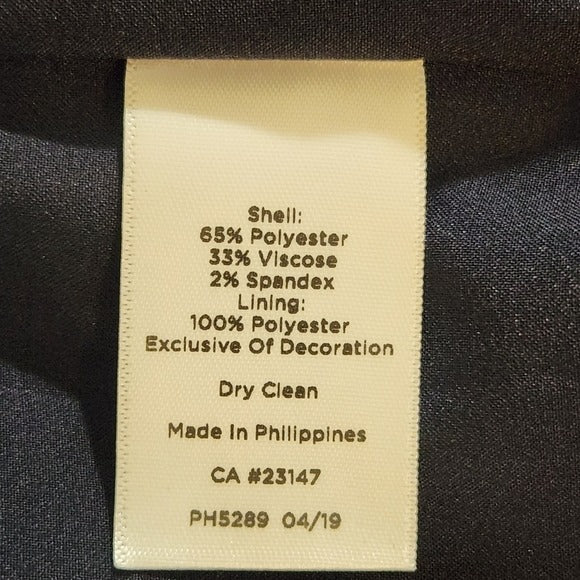 Shell:
65% Polyester
33% Viscose
2% Spandex
Lining:
100% Polyester
Exclusive Of Decoration
Dry Clean
Made In Philippines
CA #23147
PH5289 04/19